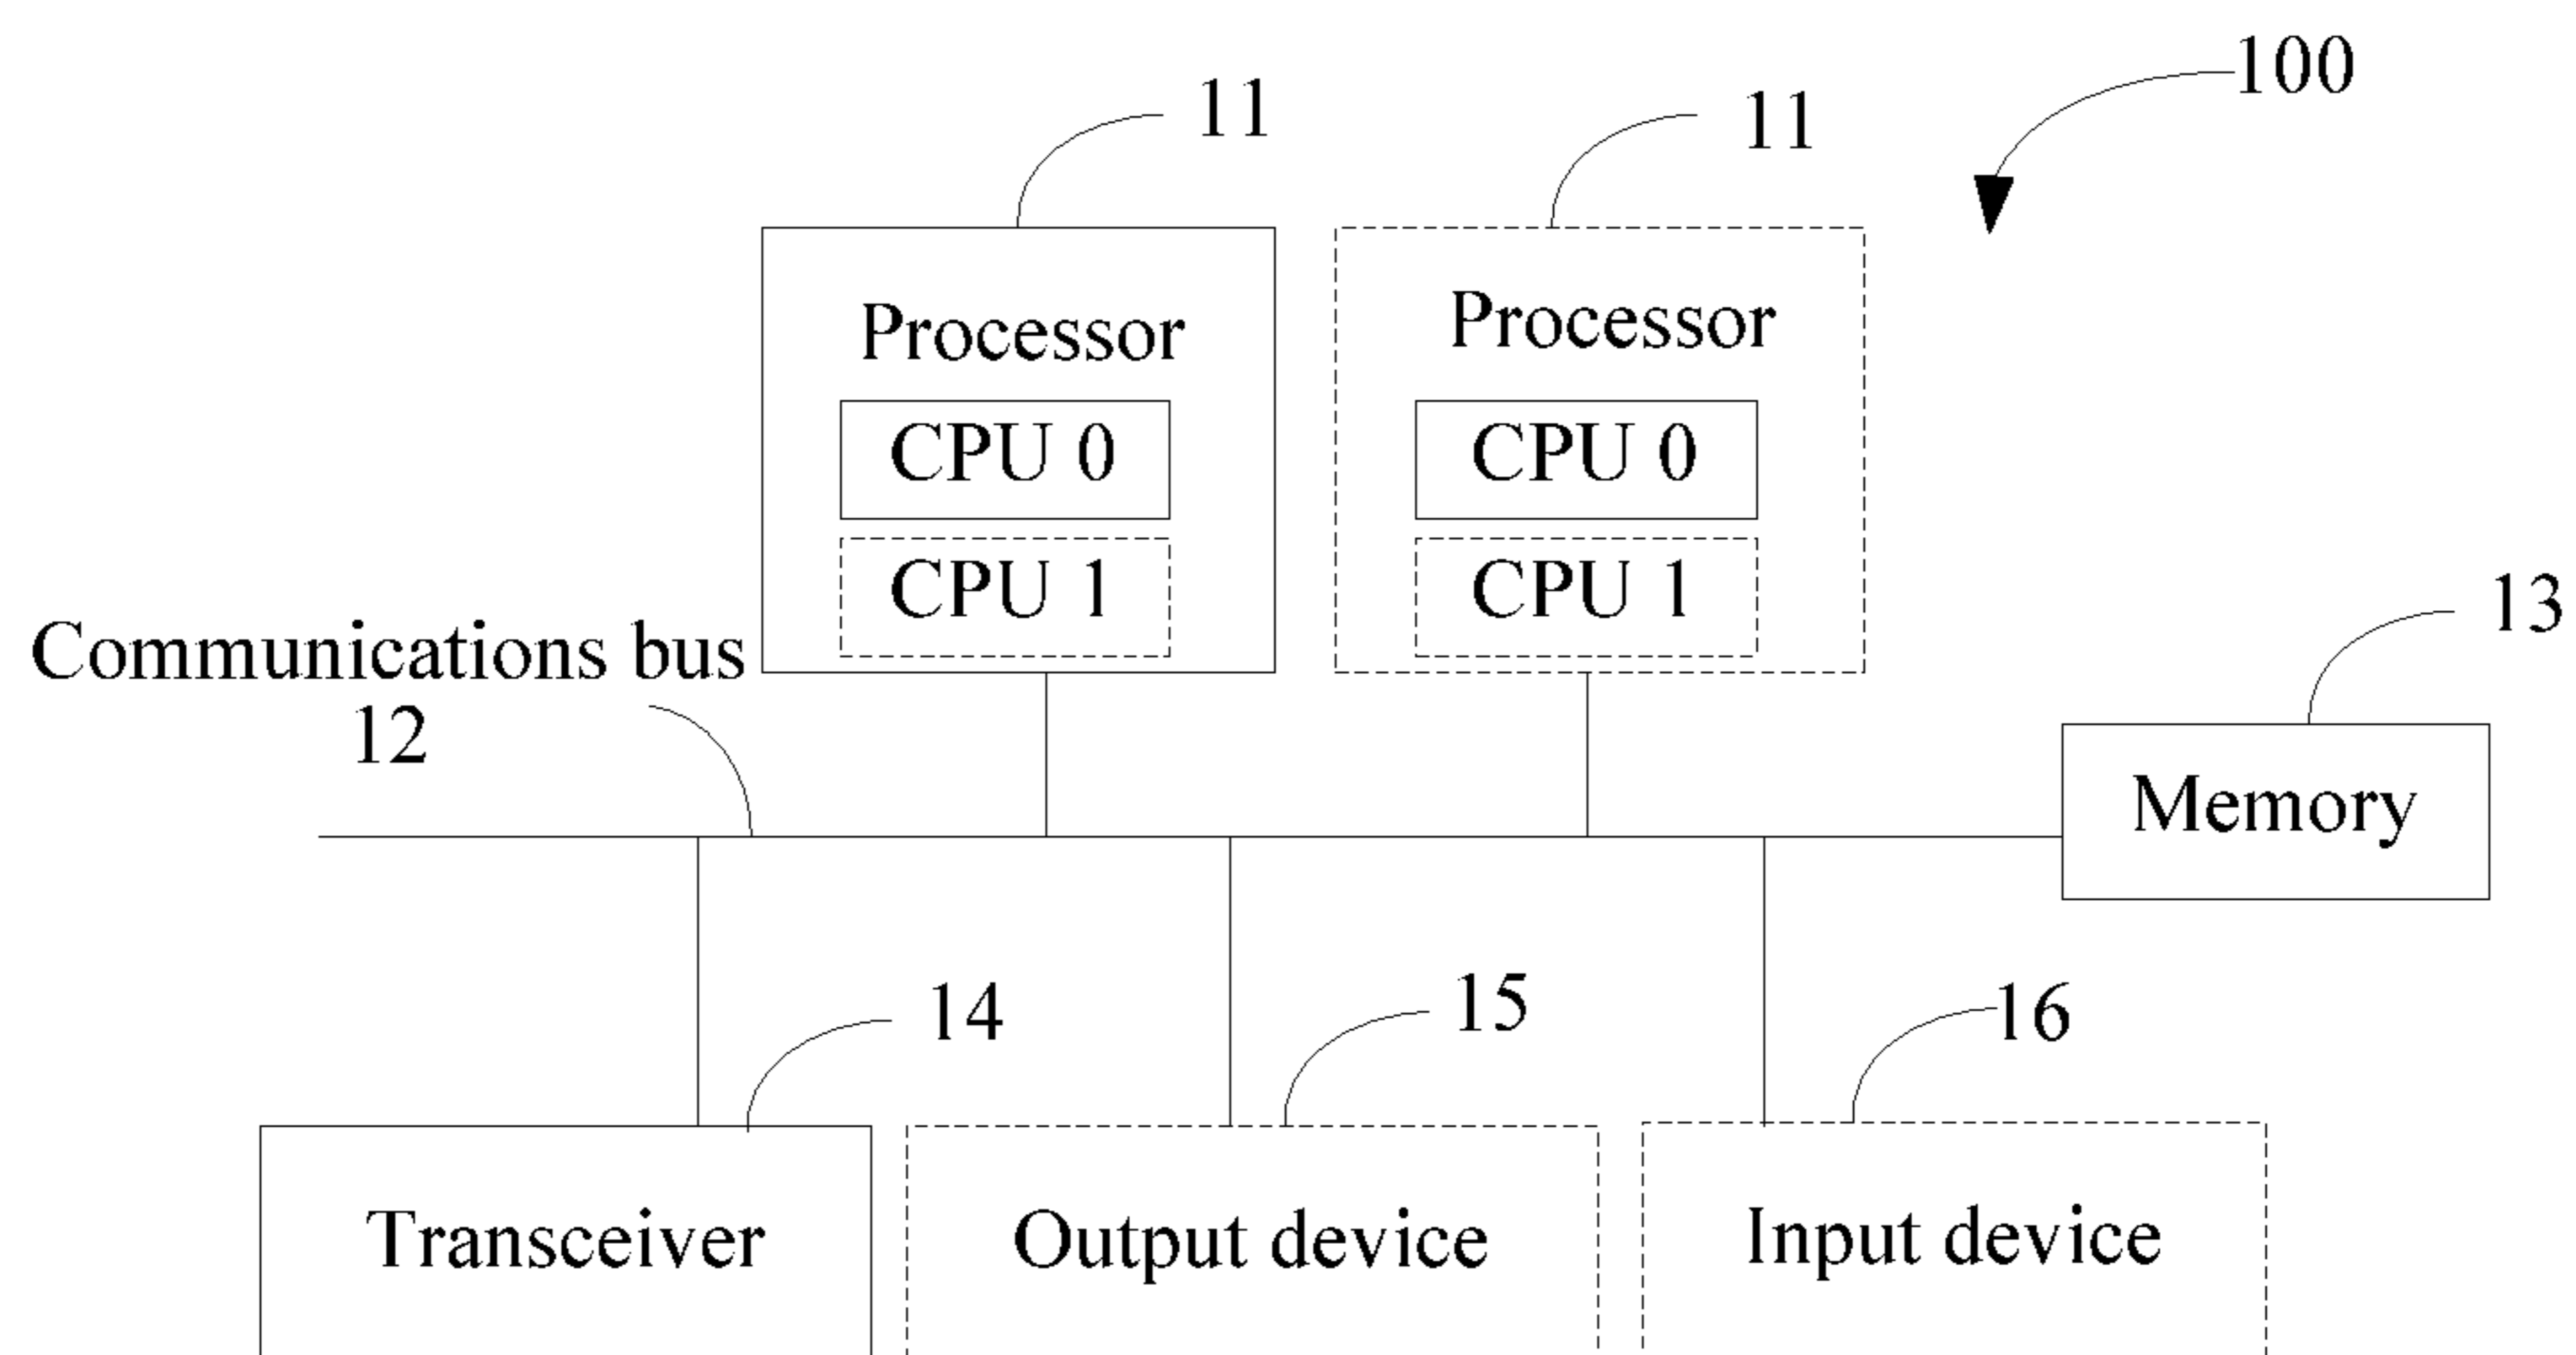 100
11
11
Processor
Processor
CPU 0
CPU 0
CPU 1
CPU 1
13
Communications bus
12
Memory
14
15
16
Transceiver
Output device
Input device